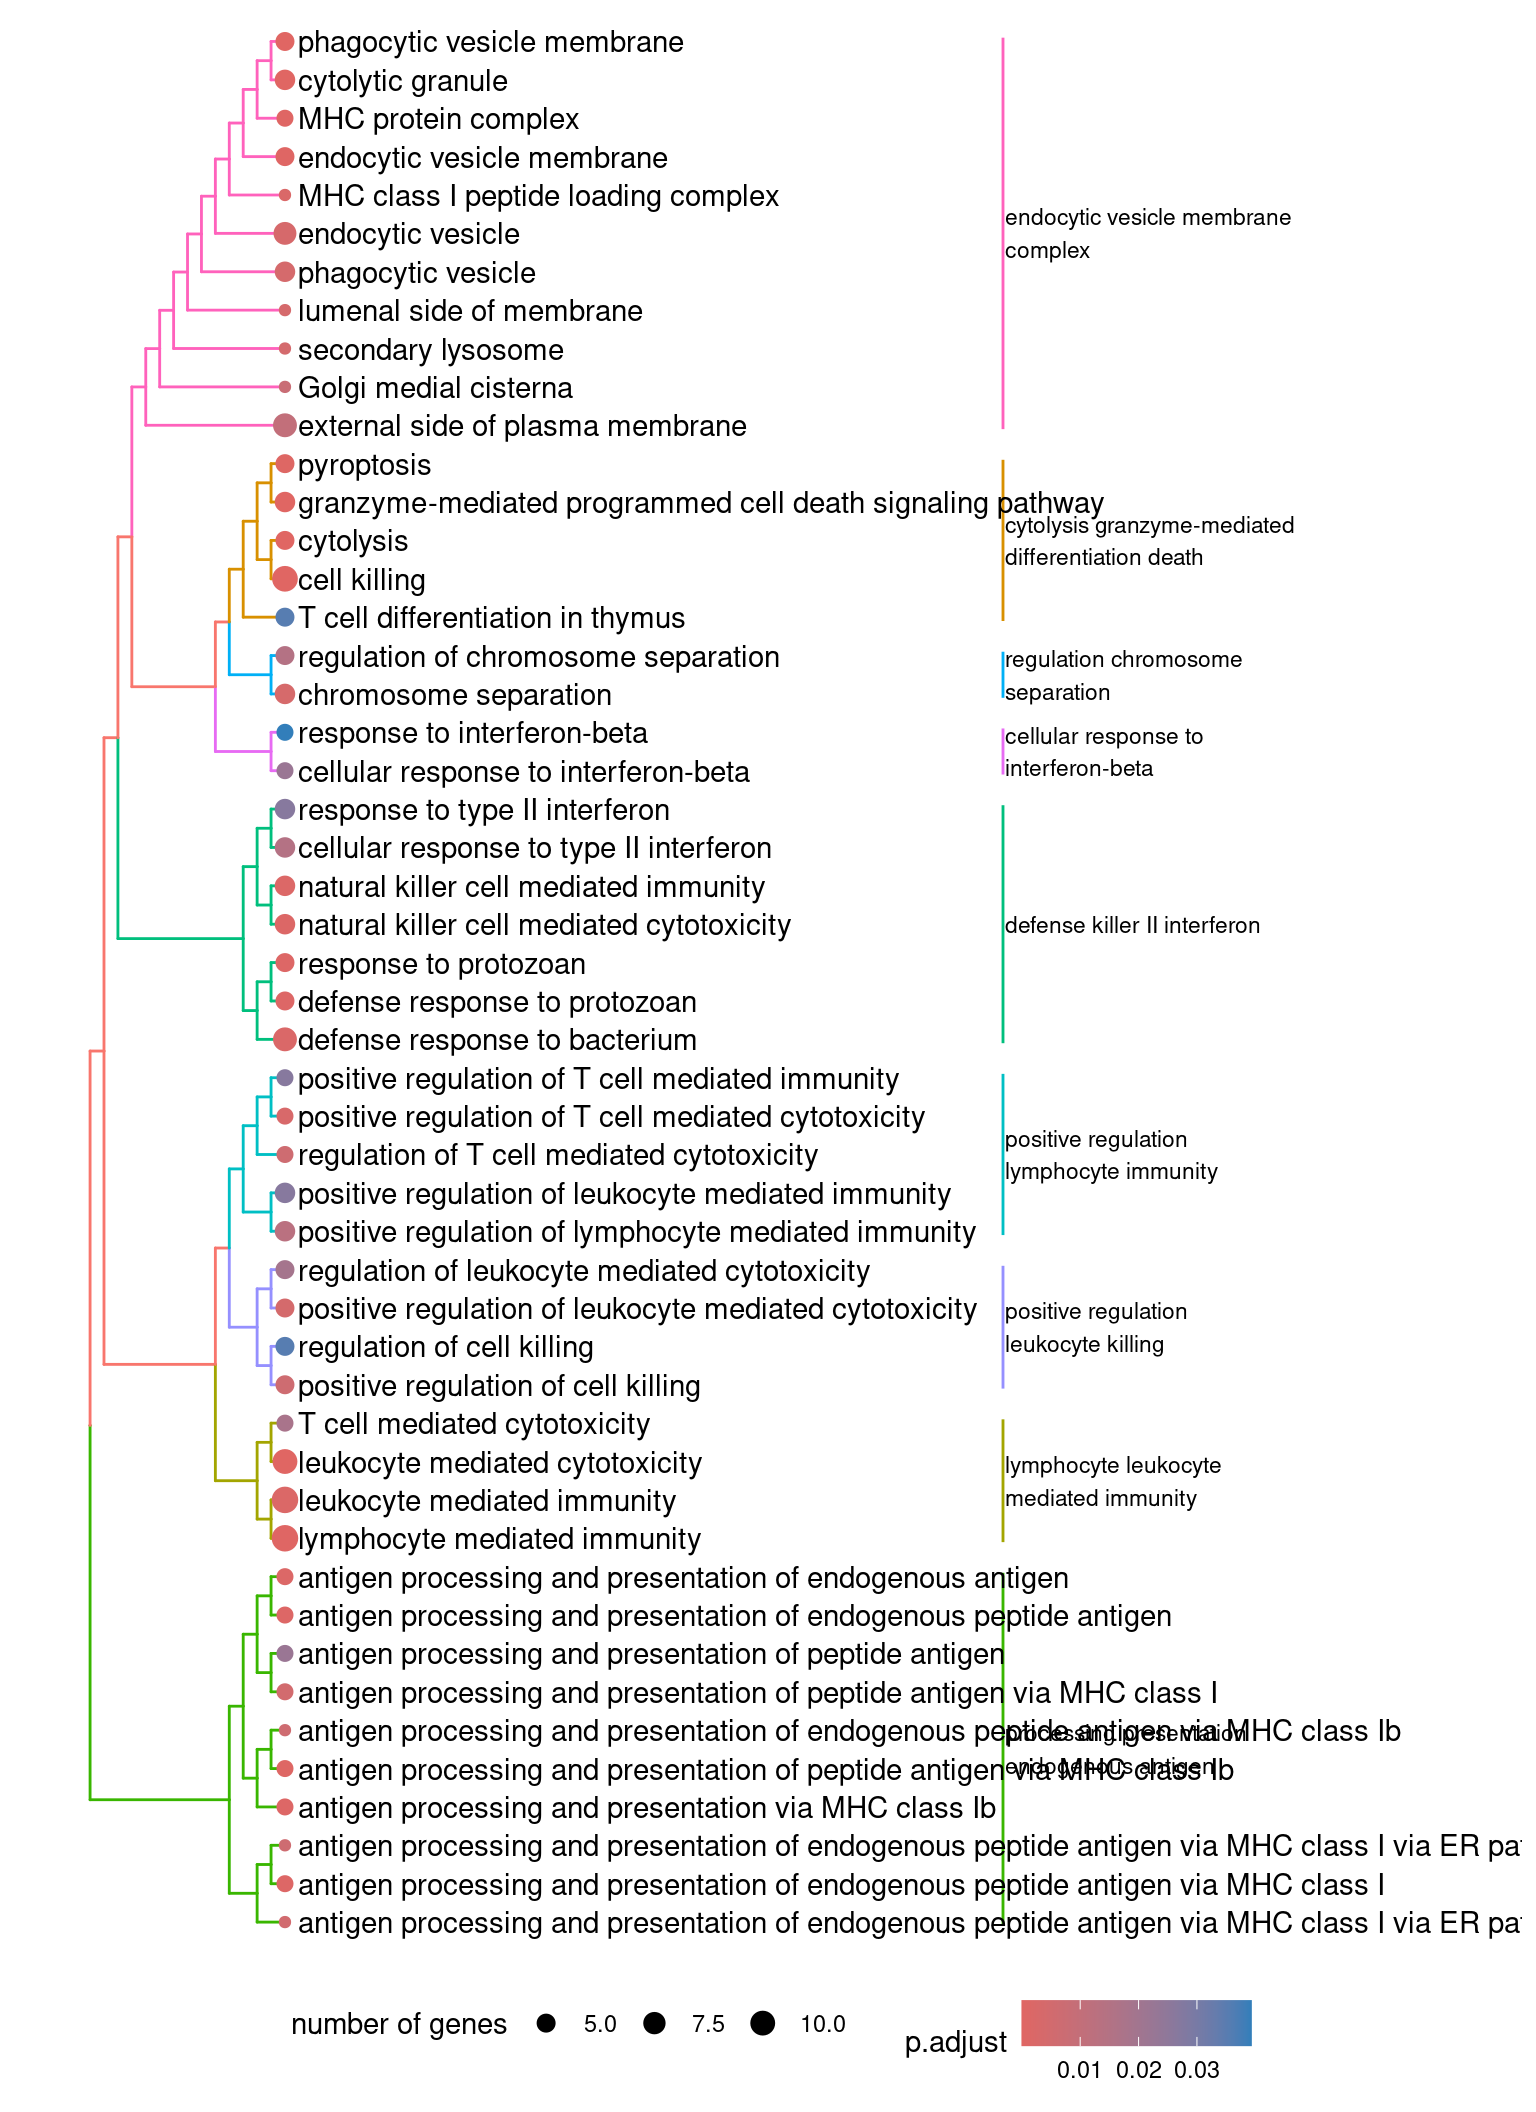 phagocytic vesicle membrane
cytolytic granule
MHC protein complex
endocytic vesicle membrane
MHC class I peptide loading complex
endocytic vesicle
phagocytic vesicle
lumenal side of membrane
secondary lysosome
Golgi medial cisterna
external side of plasma membrane
endocytic vesicle membrane
complex
pyroptosis
granzyme-mediated programmed cell death signaling pathway
cytolysis
cell killing
T cell differentiation in thymus
cytolysis granzyme-mediated
differentiation death
regulation of chromosome separation
chromosome separation
regulation chromosome
separation
response to interferon-beta
cellular response to interferon-beta
cellular response to
interferon-beta
response to type II interferon
cellular response to type II interferon
natural killer cell mediated immunity
natural killer cell mediated cytotoxicity
response to protozoan
defense response to protozoan
defense response to bacterium
defense killer II interferon
positive regulation of T cell mediated immunity
positive regulation of T cell mediated cytotoxicity
regulation of T cell mediated cytotoxicity
positive regulation of leukocyte mediated immunity
positive regulation of lymphocyte mediated immunity
positive regulation
lymphocyte immunity
regulation of leukocyte mediated cytotoxicity
positive regulation of leukocyte mediated cytotoxicity
regulation of cell killing
positive regulation of cell killing
positive regulation
leukocyte killing
T cell mediated cytotoxicity
leukocyte mediated cytotoxicity
leukocyte mediated immunity
lymphocyte mediated immunity
lymphocyte leukocyte
mediated immunity
antigen processing and presentation of endogenous antigen
antigen processing and presentation of endogenous peptide antigen
antigen processing and presentation of peptide antigen
antigen processing and presentation of peptide antigen via MHC class I
antigen processing and presentation of endogenous peptide antigen via MHC class Ib
antigen processing and presentation of peptide antigen via MHC class Ib
antigen processing and presentation via MHC class Ib
antigen processing and presentation of endogenous peptide antigen via MHC class I via ER pa
antigen processing and presentation of endogenous peptide antigen via MHC class I
antigen processing and presentation of endogenous peptide antigen via MHC class I via ER pa
processing presentation
endogenous antigen
number of genes 5.0 7.5 10.0
p.adjust
0.01 0.02 0.03